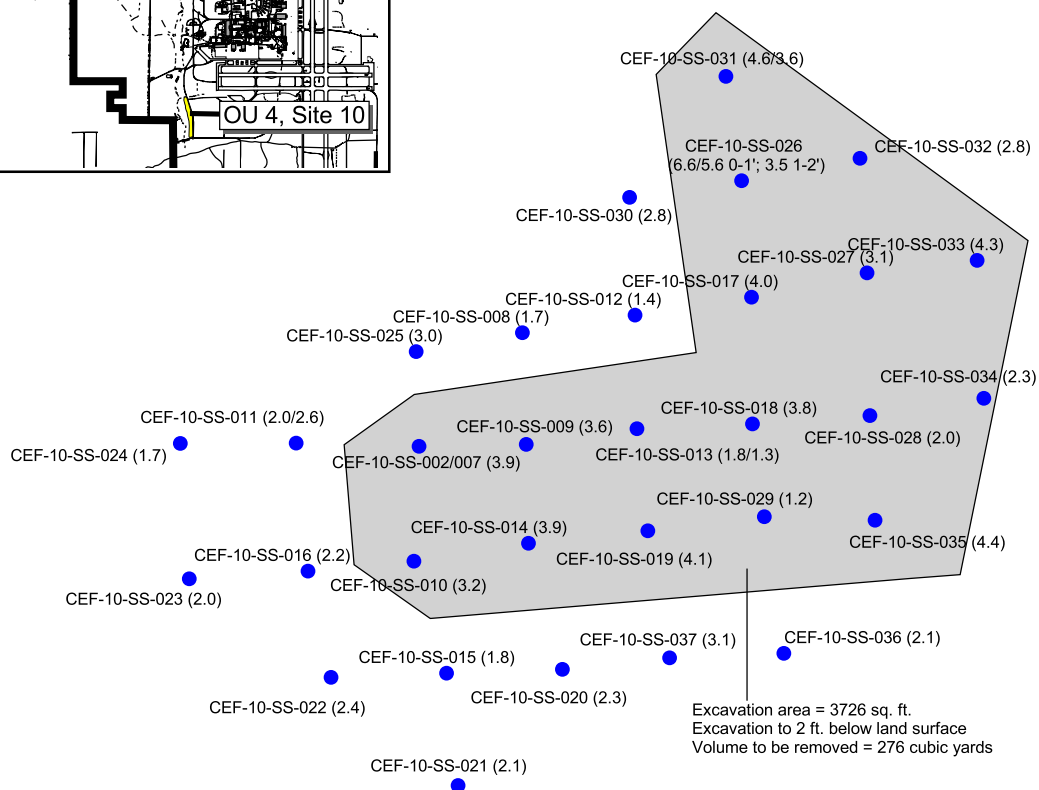 CEF-10-SS-031 (4.6/3.6)
OU 4, Site 10
CEF-10-SS-026
(6.6/5.6 0-1'; 3.5 1-2')
CEF-10-SS-032 (2.8)
CEF-10-SS-030 (2.8)
CEF-10-SS-033 (4.3)
CEF-10-SS-027 (3.1)
CEF-10-SS-017 (4.0)
CEF-10-SS-012 (1.4)
CEF-10-SS-008 (1.7)
CEF-10-SS-025 (3.0)
CEF-10-SS-034 (2.3)
CEF-10-SS-018 (3.8)
CEF-10-SS-011 (2.0/2.6)
CEF-10-SS-009 (3.6)
CEF-10-SS-028 (2.0)
CEF-10-SS-024 (1.7)
CEF-10-SS-013 (1.8/1.3)
CEF-10-SS-002/007 (3.9)
CEF-10-SS-029 (1.2)
CEF-10-SS-014 (3.9)
CEF-10-SS-035 (4.4)
CEF-10-SS-016 (2.2)
CEF-10-SS-019 (4.1)
CEF-10-SS-010 (3.2)
CEF-10-SS-023 (2.0)
CEF-10-SS-037 (3.1)
CEF-10-SS-036 (2.1)
CEF-10-SS-015 (1.8)
CEF-10-SS-020 (2.3)
CEF-10-SS-022 (2.4)
Excavation area = 3726 sq. ft.
Excavation to 2 ft. below land surface
Volume to be removed = 276 cubic yards
CEF-10-SS-021 (2.1)